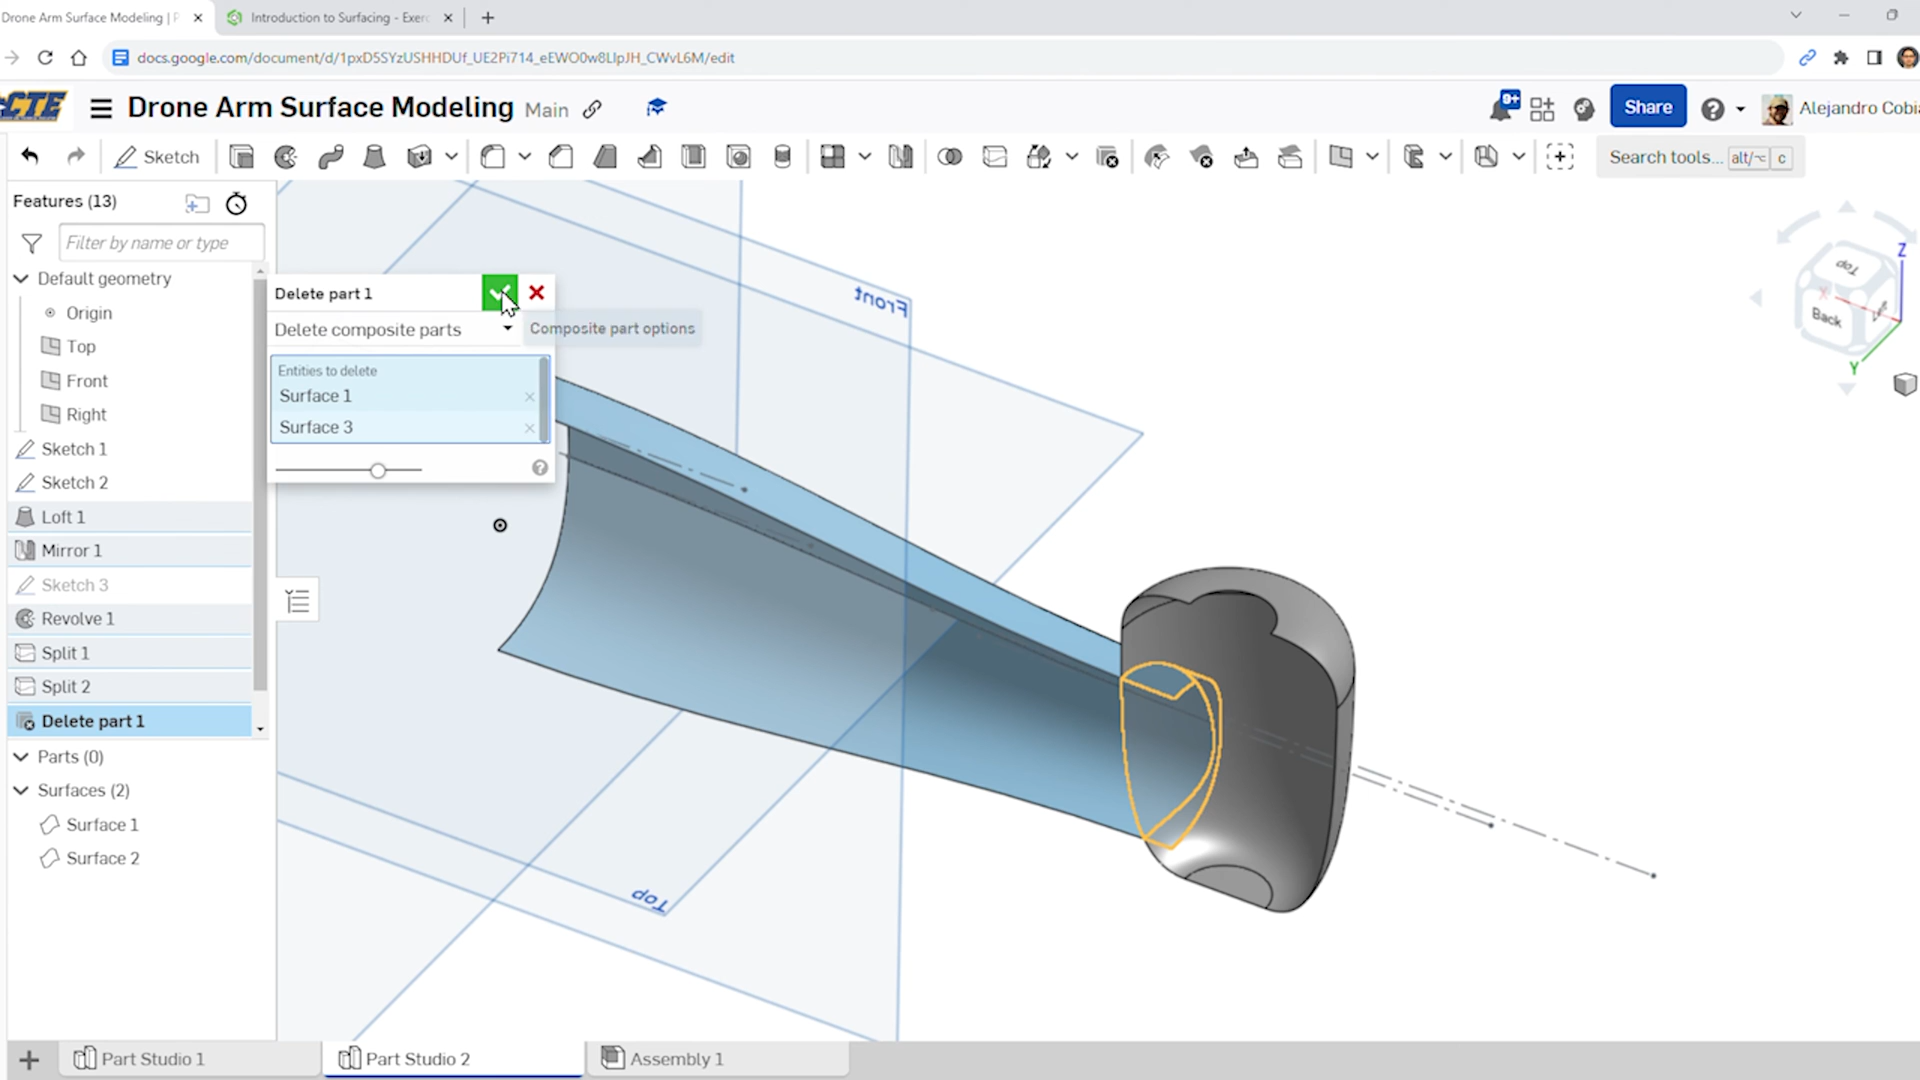 Drone Arm Surface Modeling | P
Introduction to Surfacing - Exerc
docs.google.com/document/d/1pxD5SYzUSHHDUf_UE2Pi714_eEWO0w8LlpJH_CWvL6M/edit
CTE
Drone Arm Surface Modeling Main
9+
Share
Alejandro Cobia
Sketch
Search tools... alt/⌥ c
Features (13)
Filter by name or type
Default geometry
Origin
Top
Front
Right
Sketch 1
Sketch 2
Loft 1
Mirror 1
Sketch 3
Revolve 1
Split 1
Split 2
Delete part 1
Parts (0)
Surfaces (2)
Surface 1
Surface 2
Delete part 1
Delete composite parts
Composite part options
Entities to delete
Surface 1
Surface 3
Front
Top
Top
Back
Z
X
Y
Part Studio 1
Part Studio 2
Assembly 1